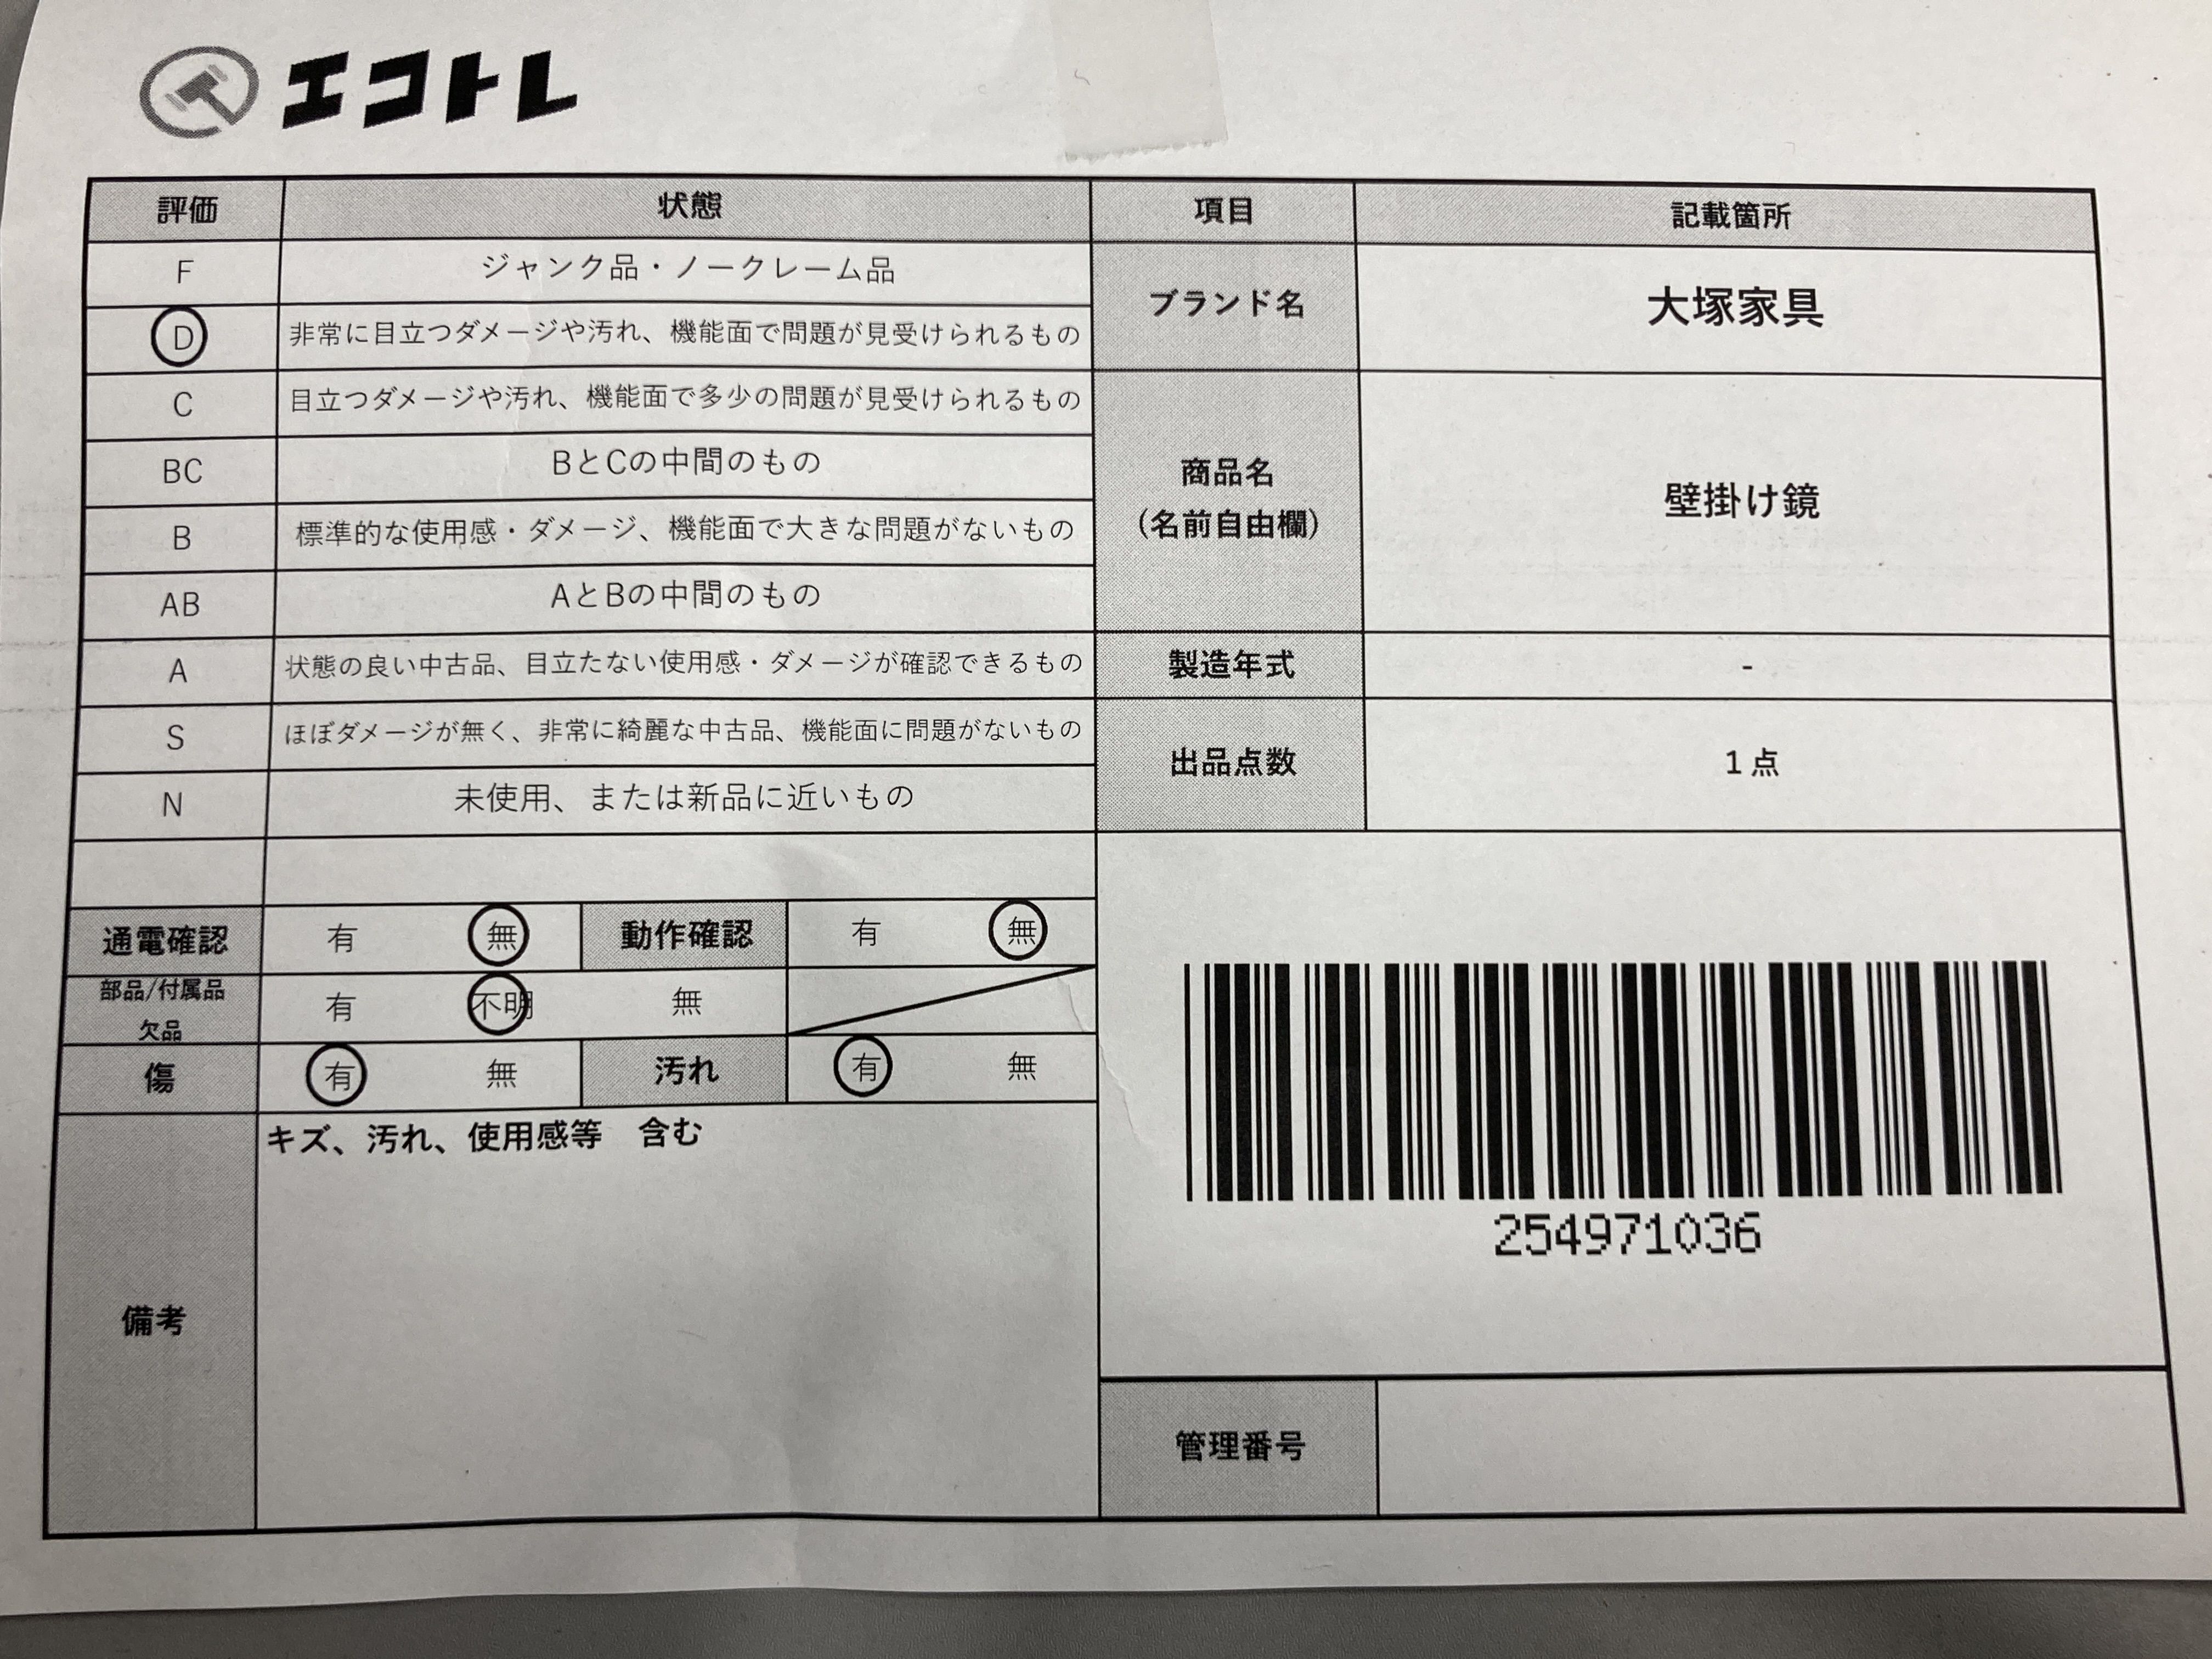 エコトレ
評価 状態 項目 記載箇所
F ジャンク品・ノークレーム品
D 非常に目立つダメージや汚れ、機能面で問題が見受けられるもの
ブランド名 大塚家具
C 目立つダメージや汚れ、機能面で多少の問題が見受けられるもの
BC BとCの中間のもの
B 標準的な使用感・ダメージ、機能面で大きな問題がないもの
AB AとBの中間のもの
商品名
(名前自由欄)
壁掛け鏡
A 状態の良い中古品、目立たない使用感・ダメージが確認できるもの
製造年式 -
S ほぼダメージが無く、非常に綺麗な中古品、機能面に問題がないもの
N 未使用、または新品に近いもの
出品点数 1点
通電確認 有 無 動作確認 有 無
部品/付属品
欠品
有 不明 無
傷 有 無 汚れ 有 無
備考
キズ、汚れ、使用感等 含む
254971036
管理番号